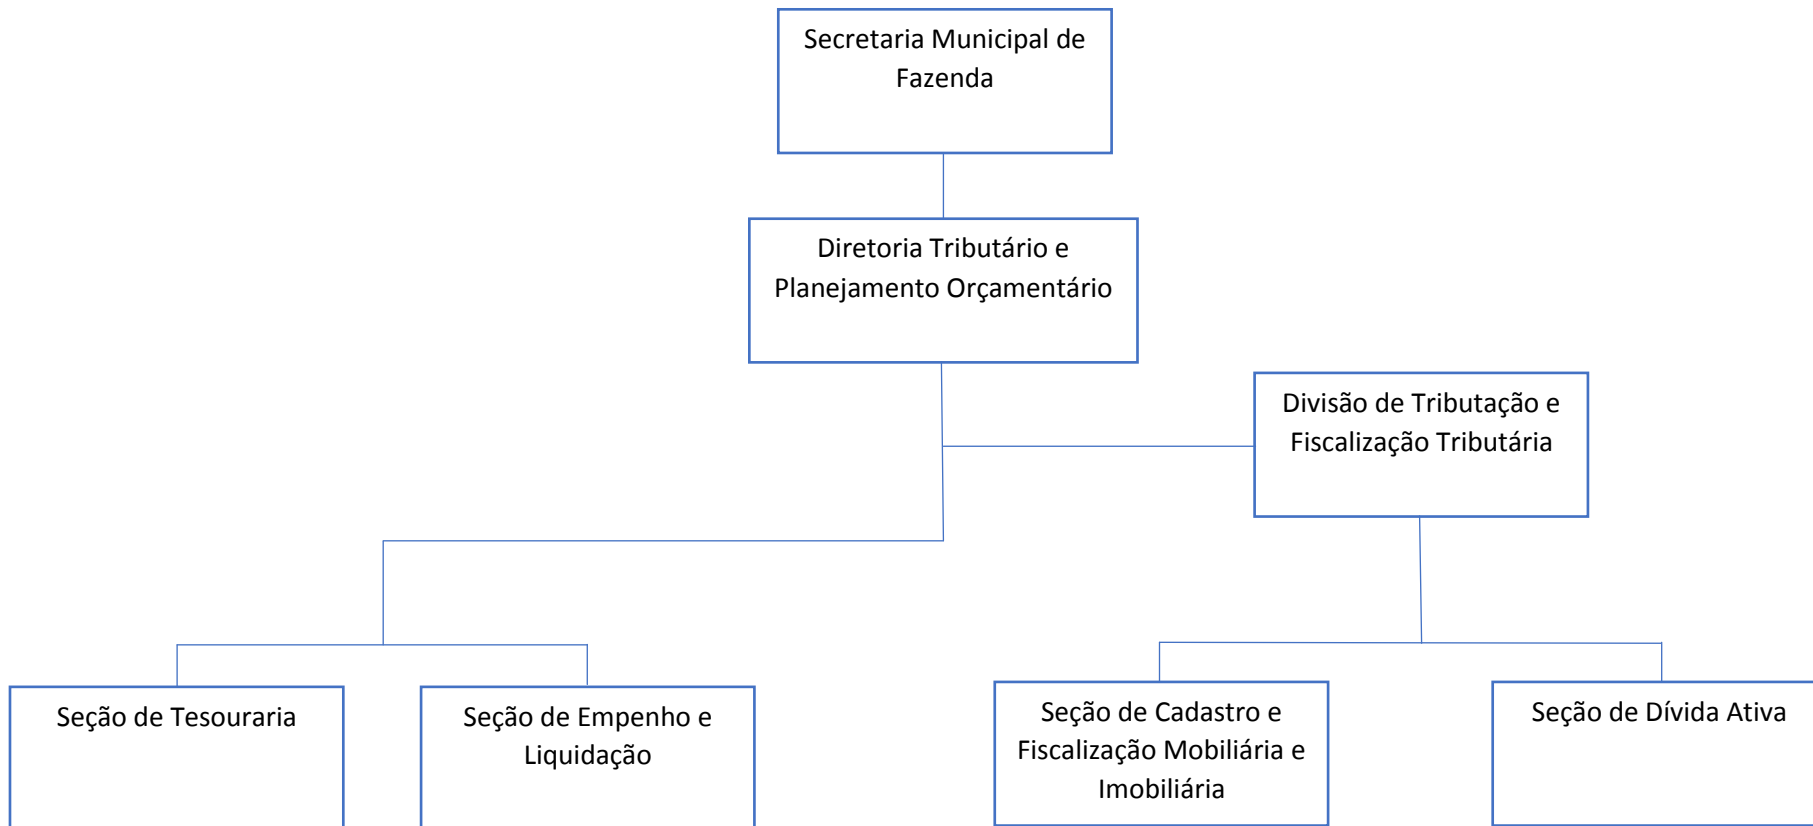 Secretaria Municipal de
Fazenda
Diretoria Tributário e
Planejamento Orçamentário
Divisão de Tributação e
Fiscalização Tributária
Seção de Tesouraria
Seção de Empenho e
Liquidação
Seção de Cadastro e
Fiscalização Mobiliária e
Imobiliária
Seção de Dívida Ativa